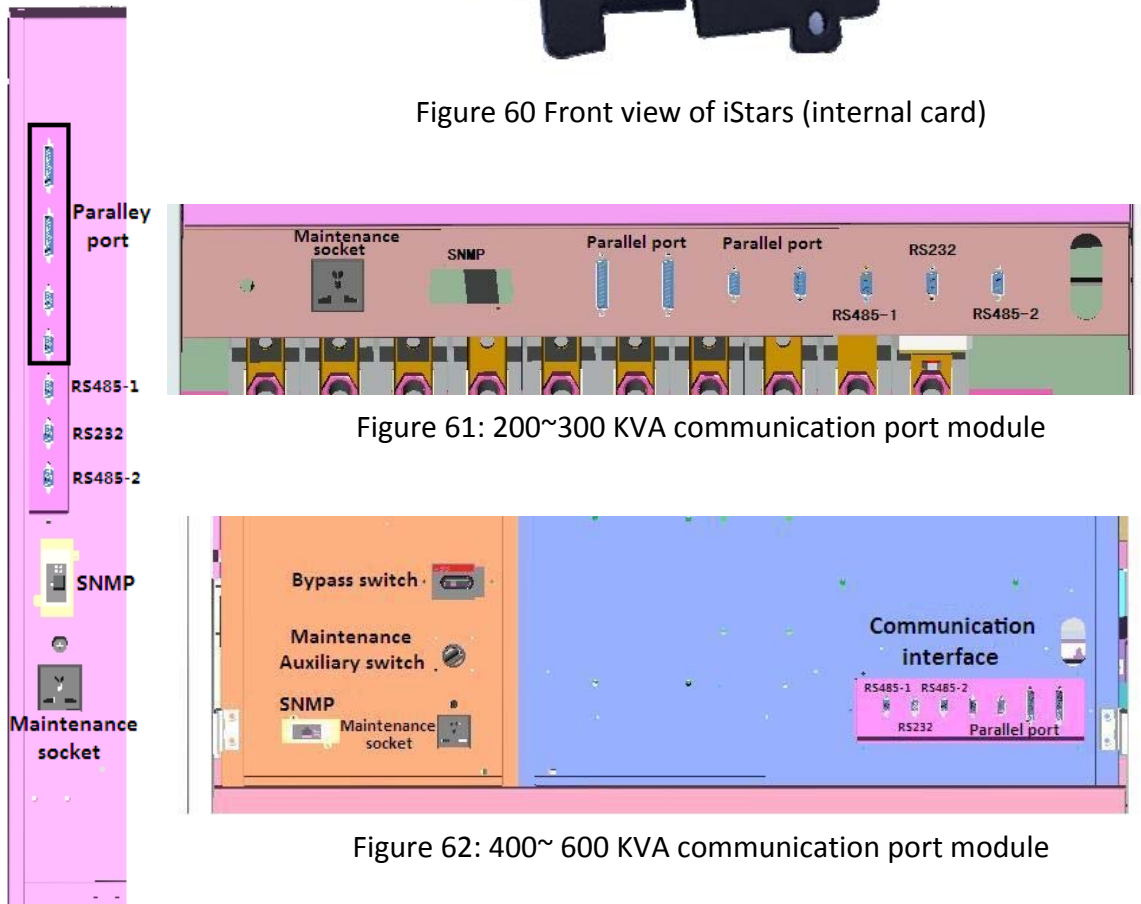 Figure 60 Front view of iStars (internal card)
Paralley
port
RS485-1
RS232
RS485-2
SNMP
Maintenance
socket
Maintenance
socket
SNMP
Parallel port
Parallel port
RS232
RS485-1
RS485-2
Figure 61: 200~300 KVA communication port module
Bypass switch
Maintenance
Auxiliary switch
SNMP
Maintenance
socket
Communication
interface
RS485-1 RS485-2
RS232
Parallel port
Figure 62: 400~ 600 KVA communication port module